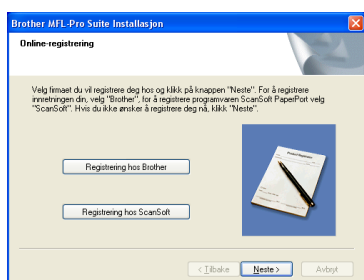 Brother MFL-Pro Suite Installasjon
Online-registrering
Velg firmaet du vil registrere deg hos og klikk på knappen "Neste". For å registrere
innretningen din, velg "Brother", for å registrere programvaren ScanSoft PaperPort velg
"ScanSoft". Hvis du ikke ønsker å registrere deg nå, klikk "Neste".
Registrering hos Brother
Product Registration
Registrering hos ScanSoft
< Tilbake
Neste >
Avbryt